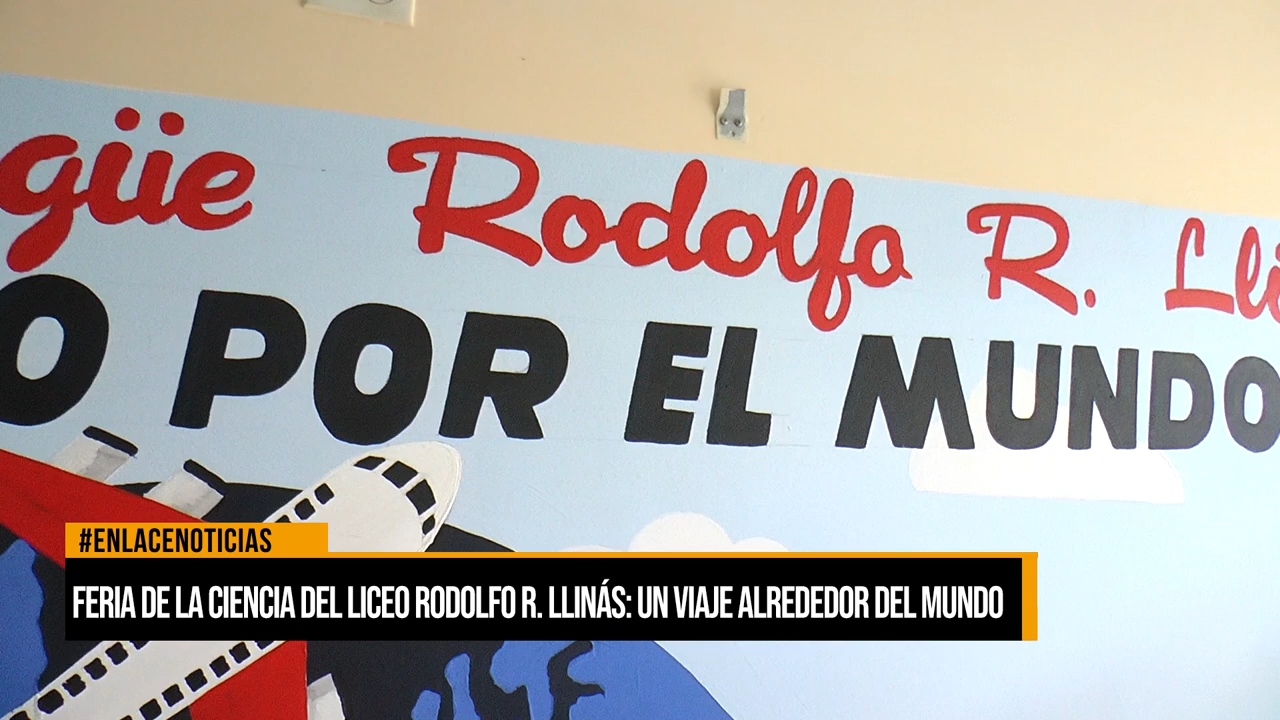 güe Rodolfo R. Lli
O POR EL MUNDO
#ENLACENOTICIAS
FERIA DE LA CIENCIA DEL LICEO RODOLFO R. LLINÁS: UN VIAJE ALREDEDOR DEL MUNDO